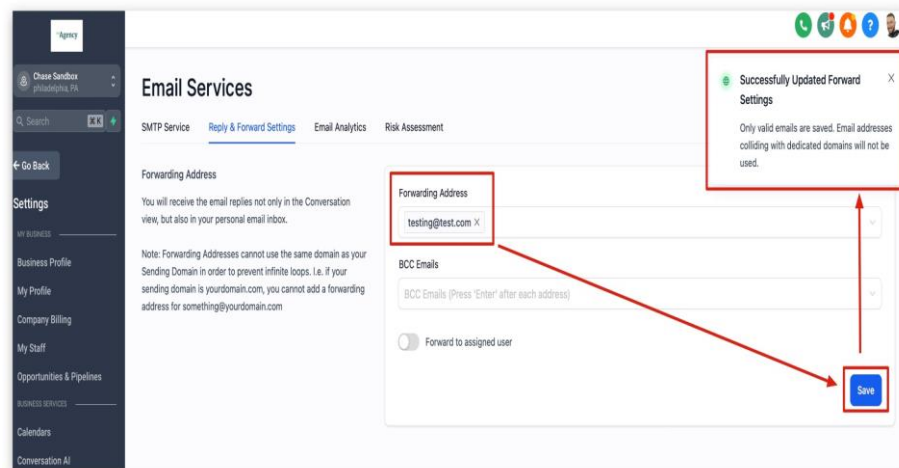 Agency
Chase Sandbox
philadelphia, PA
Search
⌘ K
Go Back
Settings
MY BUSINESS
Business Profile
My Profile
Company Billing
My Staff
Opportunities & Pipelines
BUSINESS SERVICES
Calendars
Conversation AI
Email Services
SMTP Service Reply & Forward Settings Email Analytics Risk Assessment
Forwarding Address
You will receive the email replies not only in the Conversation
view, but also in your personal email inbox.
Note: Forwarding Addresses cannot use the same domain as your
Sending Domain in order to prevent infinite loops. I.e. if your
sending domain is yourdomain.com, you cannot add a forwarding
address for something@yourdomain.com
Forwarding Address
testing@test.com X
BCC Emails
BCC Emails (Press 'Enter' after each address)
Forward to assigned user
Save
Successfully Updated Forward X
Settings
Only valid emails are saved. Email addresses
colliding with dedicated domains will not be
used.